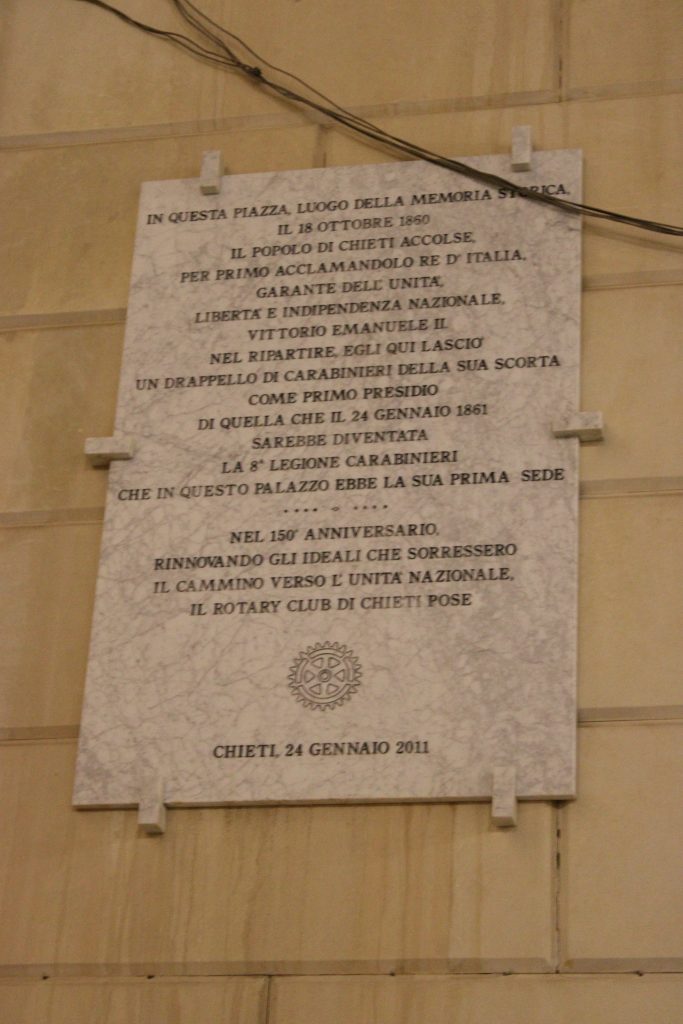 IN QUESTA PIAZZA, LUOGO DELLA MEMORIA STORICA,
IL 18 OTTOBRE 1860
IL POPOLO DI CHIETI ACCOLSE,
PER PRIMO ACCLAMANDOLO RE D' ITALIA,
GARANTE DELL' UNITA',
LIBERTA' E INDIPENDENZA NAZIONALE,
VITTORIO EMANUELE II.
NEL RIPARTIRE, EGLI QUI LASCIO'
UN DRAPPELLO DI CARABINIERI DELLA SUA SCORTA
COME PRIMO PRESIDIO
DI QUELLA CHE IL 24 GENNAIO 1861
SAREBBE DIVENTATA
LA 8ª LEGIONE CARABINIERI
CHE IN QUESTO PALAZZO EBBE LA SUA PRIMA SEDE
NEL 150° ANNIVERSARIO,
RINNOVANDO GLI IDEALI CHE SORRESSERO
IL CAMMINO VERSO L' UNITA' NAZIONALE,
IL ROTARY CLUB DI CHIETI POSE
CHIETI, 24 GENNAIO 2011